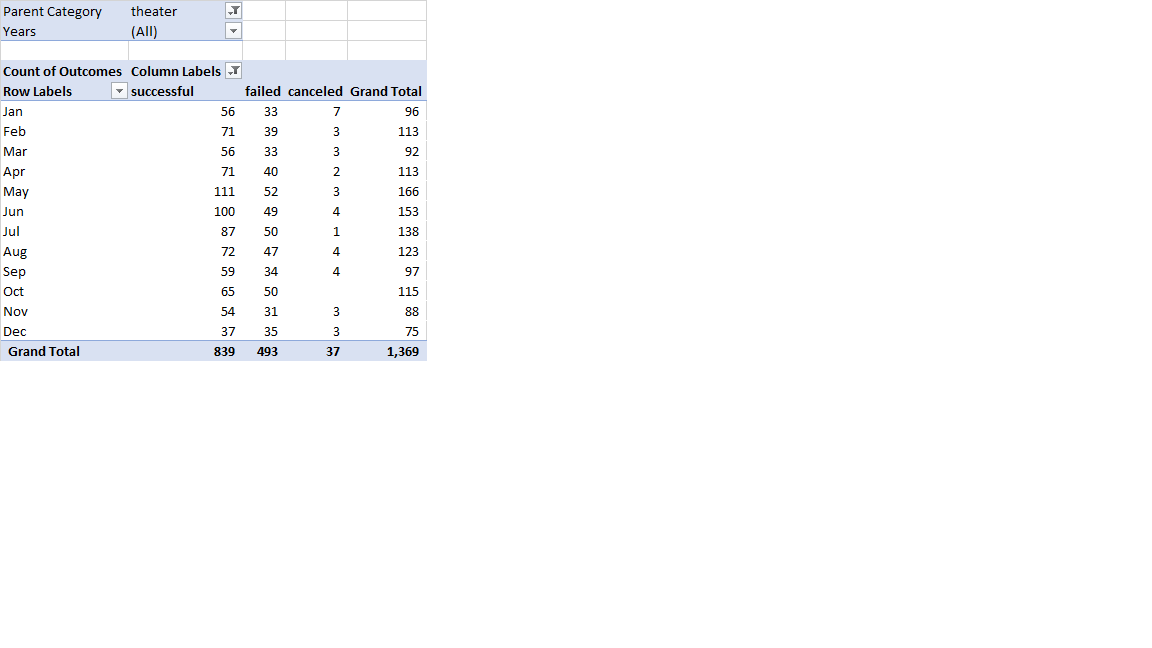 Parent Category theater
Years (All)
Count of Outcomes Column Labels
Row Labels successful failed canceled Grand Total
Jan 56 33 7 96
Feb 71 39 3 113
Mar 56 33 3 92
Apr 71 40 2 113
May 111 52 3 166
Jun 100 49 4 153
Jul 87 50 1 138
Aug 72 47 4 123
Sep 59 34 4 97
Oct 65 50 115
Nov 54 31 3 88
Dec 37 35 3 75
Grand Total 839 493 37 1,369